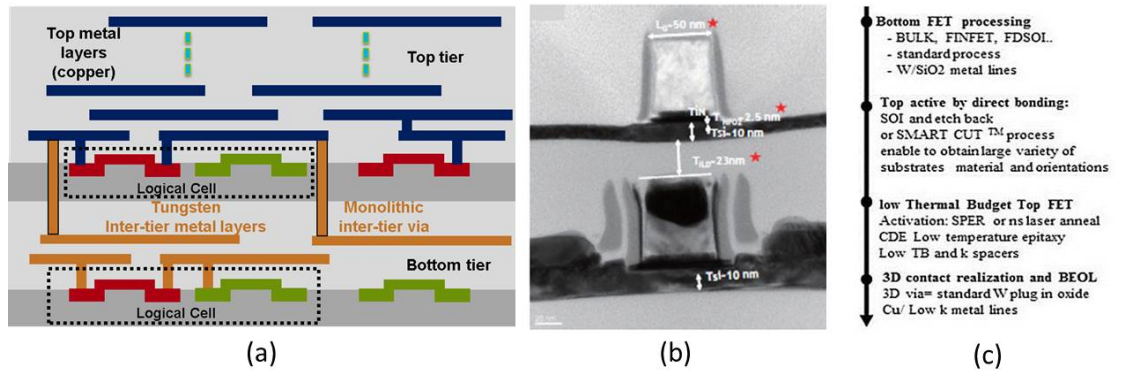 Top metal
layers
(copper)
Top tier
Logical Cell
Tungsten
Inter-tier metal layers
Monolithic
inter-tier via
Bottom tier
Logical Cell
(a)
LG-50 nm
TiN
THfO2-2.5 nm
Tsi-10 nm
TILD-23nm
Tsi-10 nm
(b)
Bottom FET processing
- BULK, FINFET, FDSOI..
- standard process
- W/SiO2 metal lines
Top active by direct bonding:
SOI and etch back
or SMART CUT TM process
enable to obtain large variety of
substrates material and orientations
low Thermal Budget Top FET
Activation: SPER or ns laser anneal
CDE Low temperature epitaxy
Low TB and k spacers
3D contact realization and BEOL
3D via= standard W plug in oxide
Cu/ Low k metal lines
(c)